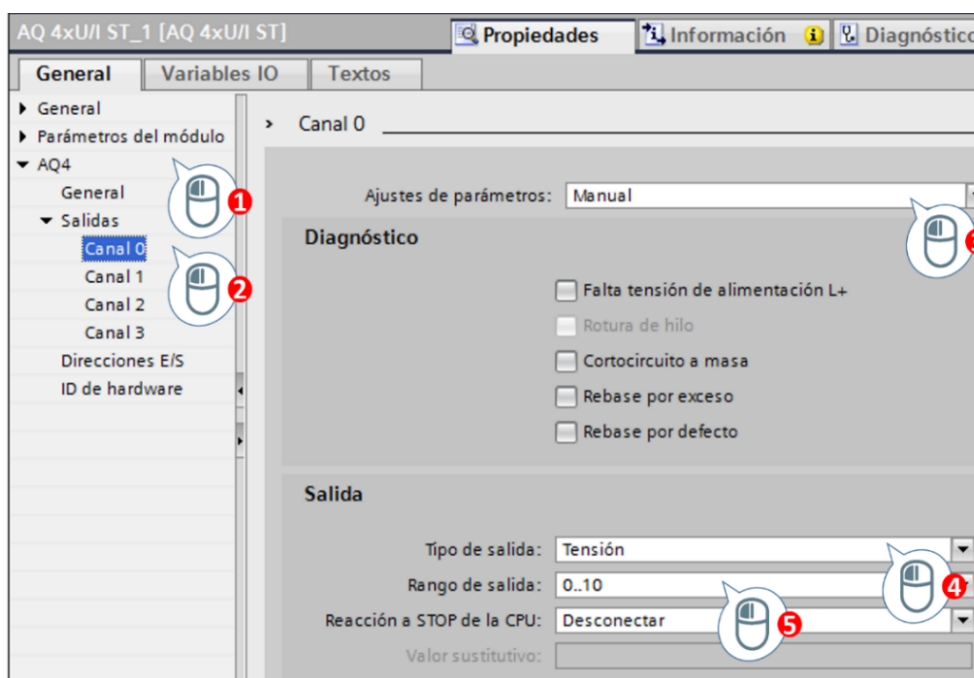 AQ 4xU/I ST_1 [AQ 4xU/I ST]
Propiedades
Información
Diagnóstico
General
Variables IO
Textos
General
Parámetros del módulo
AQ4
General
Salidas
Canal 0
Canal 1
Canal 2
Canal 3
Direcciones E/S
ID de hardware
1
2
Canal 0
Ajustes de parámetros: Manual
3
Diagnóstico
Falta tensión de alimentación L+
Rotura de hilo
Cortocircuito a masa
Rebase por exceso
Rebase por defecto
Salida
Tipo de salida: Tensión
Rango de salida: 0..10
4
Reacción a STOP de la CPU: Desconectar
5
Valor sustitutivo: